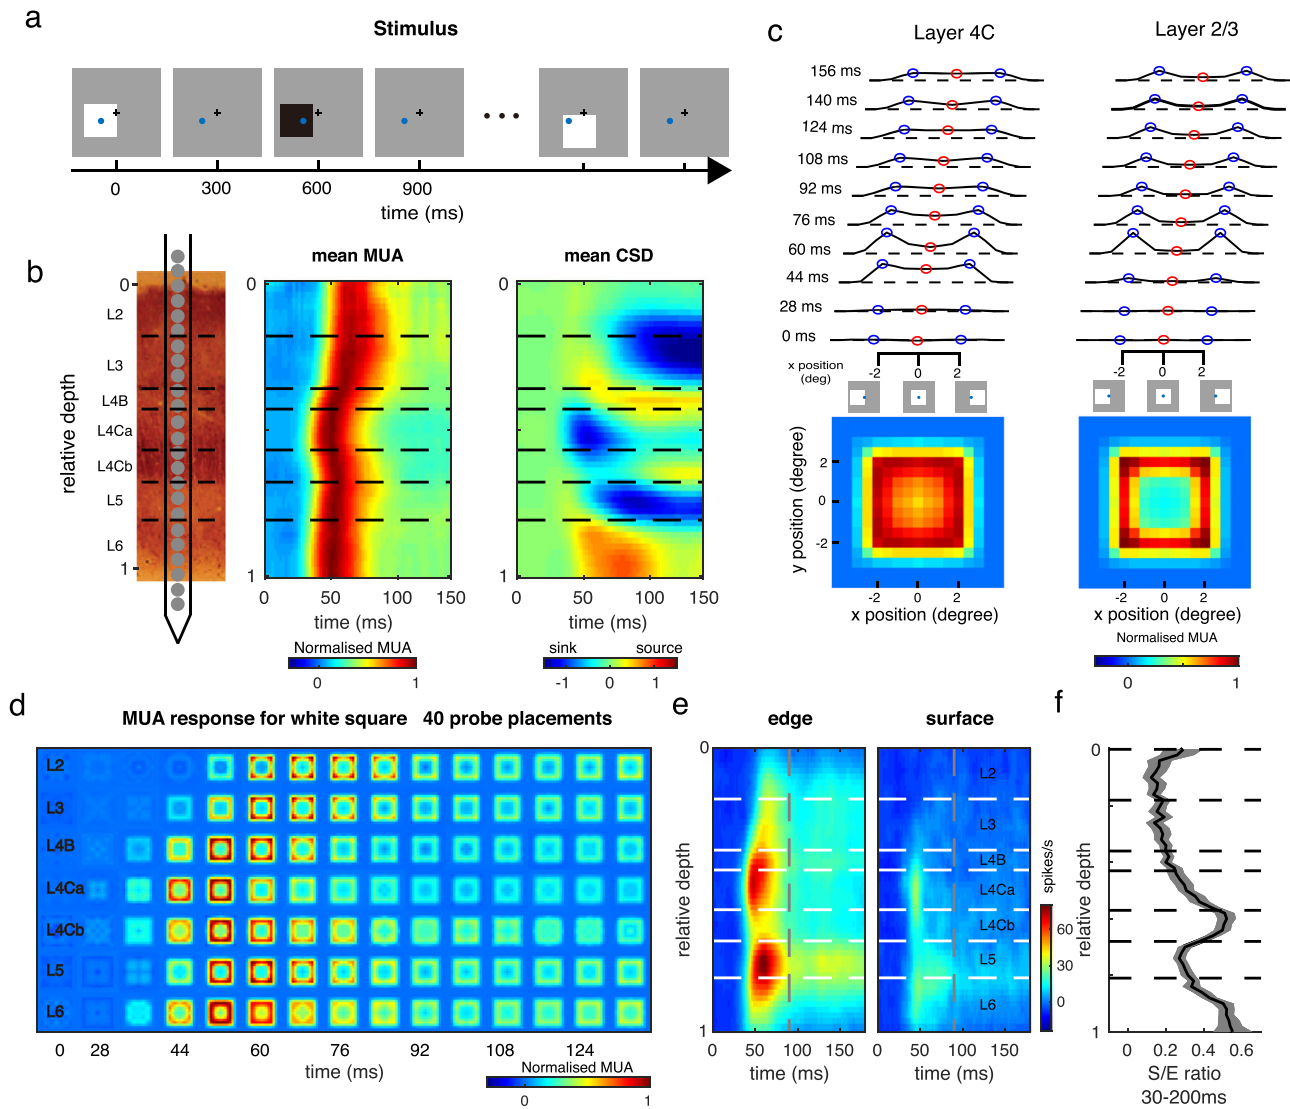 a
Stimulus
0
300
600
900
time (ms)
b
relative depth
0
L2
L3
L4B
L4Ca
L4Cb
L5
L6
1
mean MUA
0
1
0
50
100
150
time (ms)
Normalised MUA
0
1
mean CSD
0
1
0
50
100
150
time (ms)
sink
source
-1
0
1
c
Layer 4C
Layer 2/3
156 ms
140 ms
124 ms
108 ms
92 ms
76 ms
60 ms
44 ms
28 ms
0 ms
x position
(deg)
-2
0
2
-2
0
2
y position (degree)
2
0
-2
-2
0
2
x position (degree)
-2
0
2
x position (degree)
Normalised MUA
0
1
d
MUA response for white square 40 probe placements
L2
L3
L4B
L4Ca
L4Cb
L5
L6
0
28
44
60
76
92
108
124
time (ms)
Normalised MUA
0
1
e
edge
surface
relative depth
0
1
0
50
100
150
time (ms)
L2
L3
L4B
L4Ca
L4Cb
L5
L6
0
50
100
150
time (ms)
spikes/s
60
30
0
f
relative depth
0
1
0
0.2
0.4
0.6
S/E ratio
30-200ms